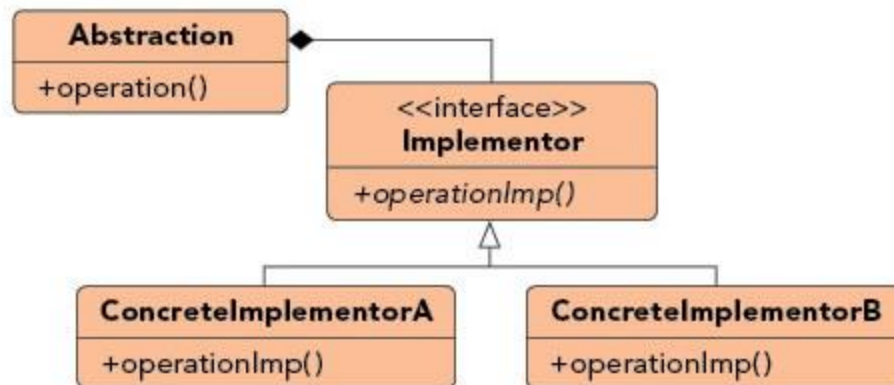 Abstraction
+operation()
<<interface>>
Implementor
+operationImp()
ConcreteImplementorA
+operationImp()
ConcreteImplementorB
+operationImp()